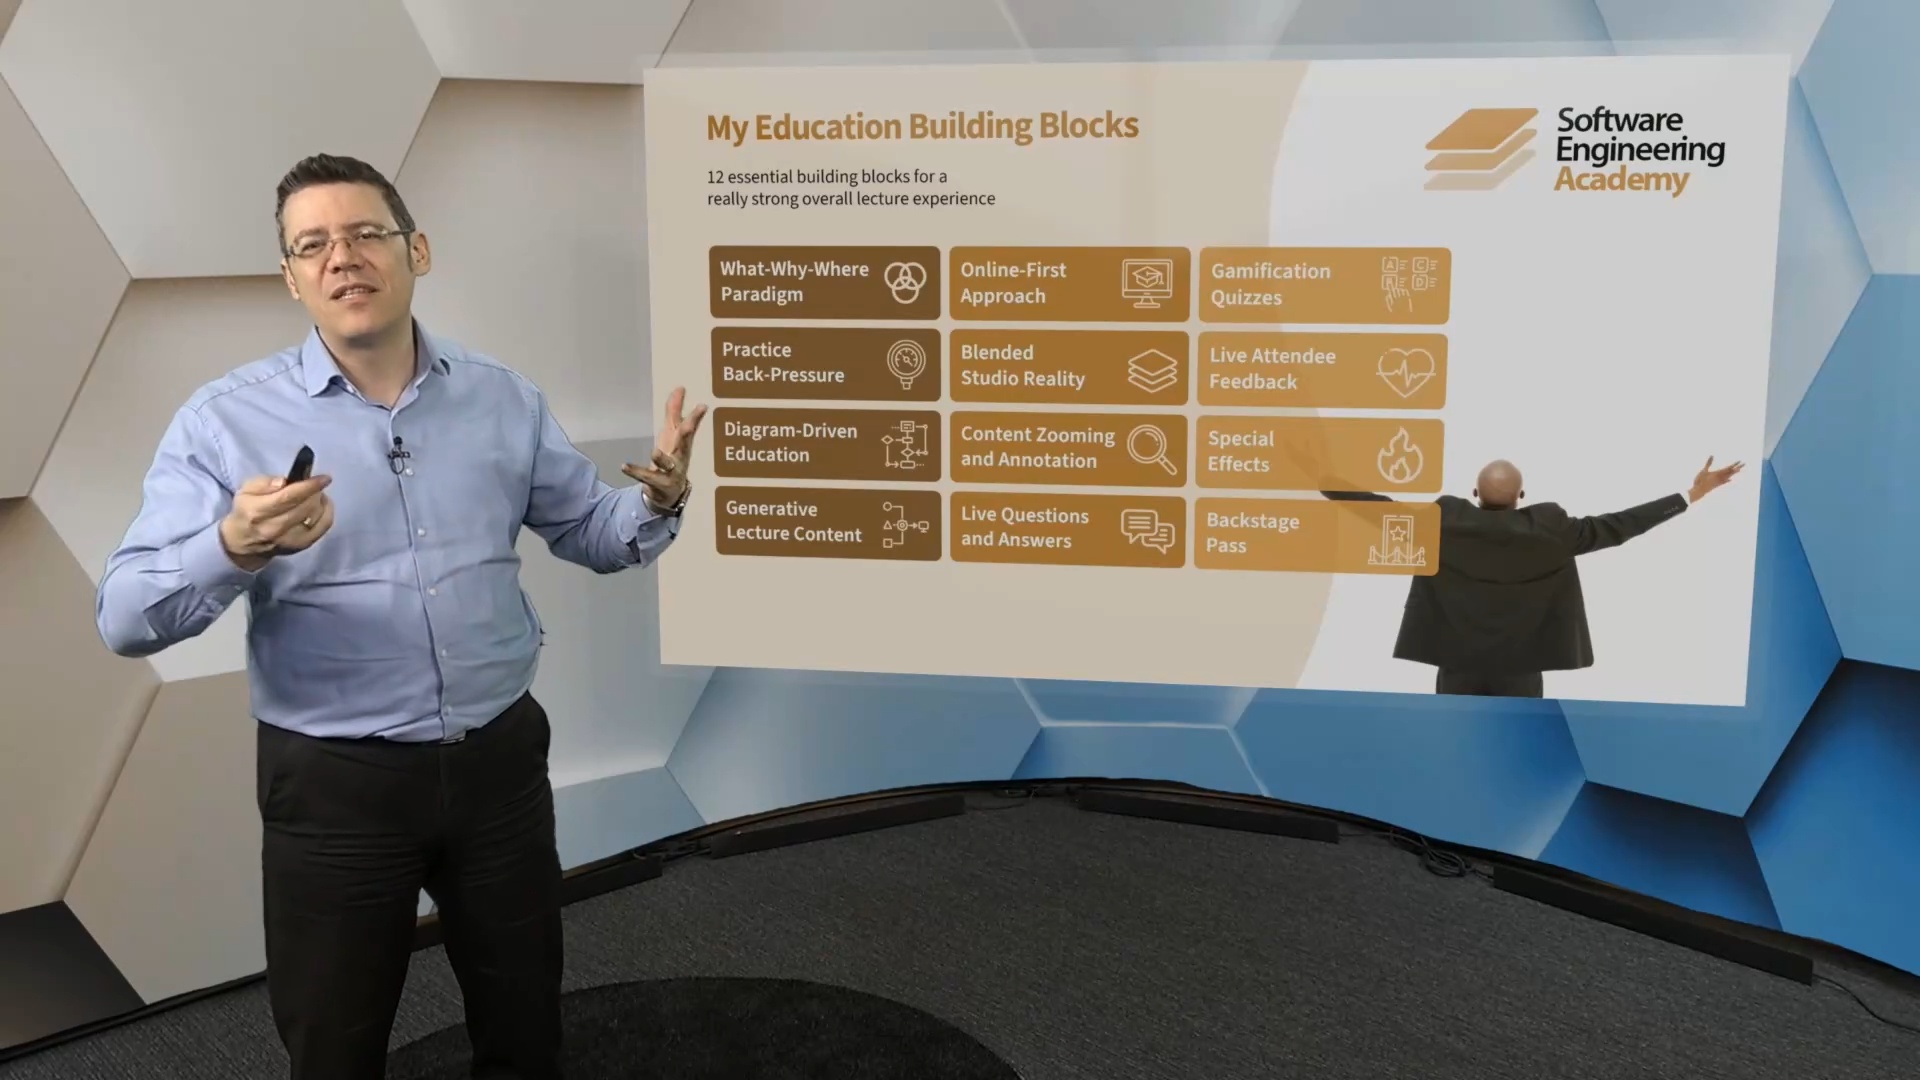 My Education Building Blocks
12 essential building blocks for a
really strong overall lecture experience
Software
Engineering
Academy
What-Why-Where
Paradigm
Online-First
Approach
Gamification
Quizzes
A C
B D
Practice
Back-Pressure
Blended
Studio Reality
Live Attendee
Feedback
Diagram-Driven
Education
Content Zooming
and Annotation
Special
Effects
Generative
Lecture Content
Live Questions
and Answers
Backstage
Pass